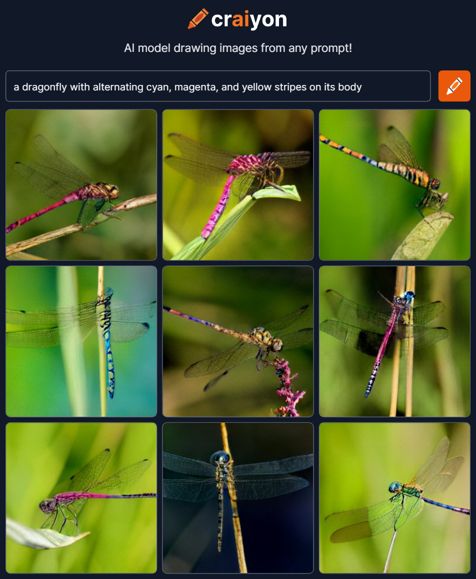 craiyon
AI model drawing images from any prompt!
a dragonfly with alternating cyan, magenta, and yellow stripes on its body